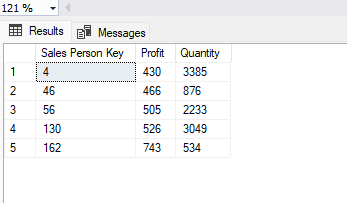 121 %
Results Messages
Sales Person Key Profit Quantity
1 4 430 3385
2 46 466 876
3 56 505 2233
4 130 526 3049
5 162 743 534